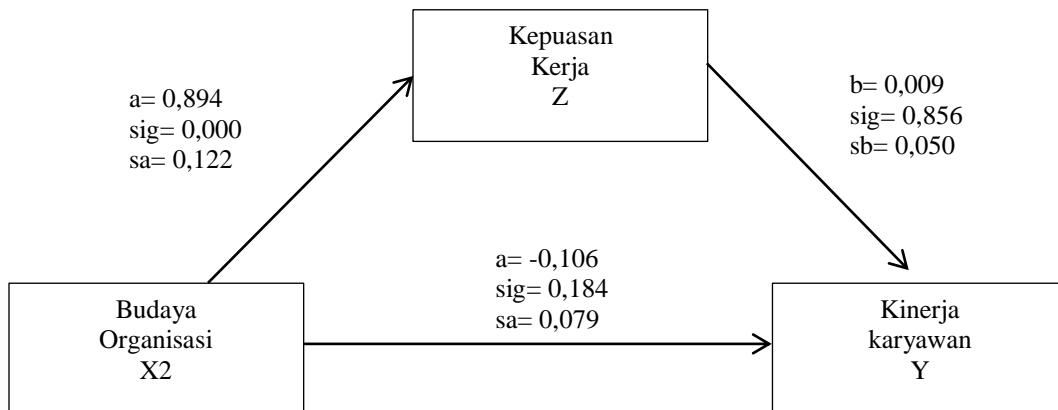 Kepuasan
Kerja
Z
a= 0,894
sig= 0,000
sa= 0,122
b= 0,009
sig= 0,856
sb= 0,050
a= -0,106
sig= 0,184
sa= 0,079
Budaya
Organisasi
X2
Kinerja
karyawan
Y